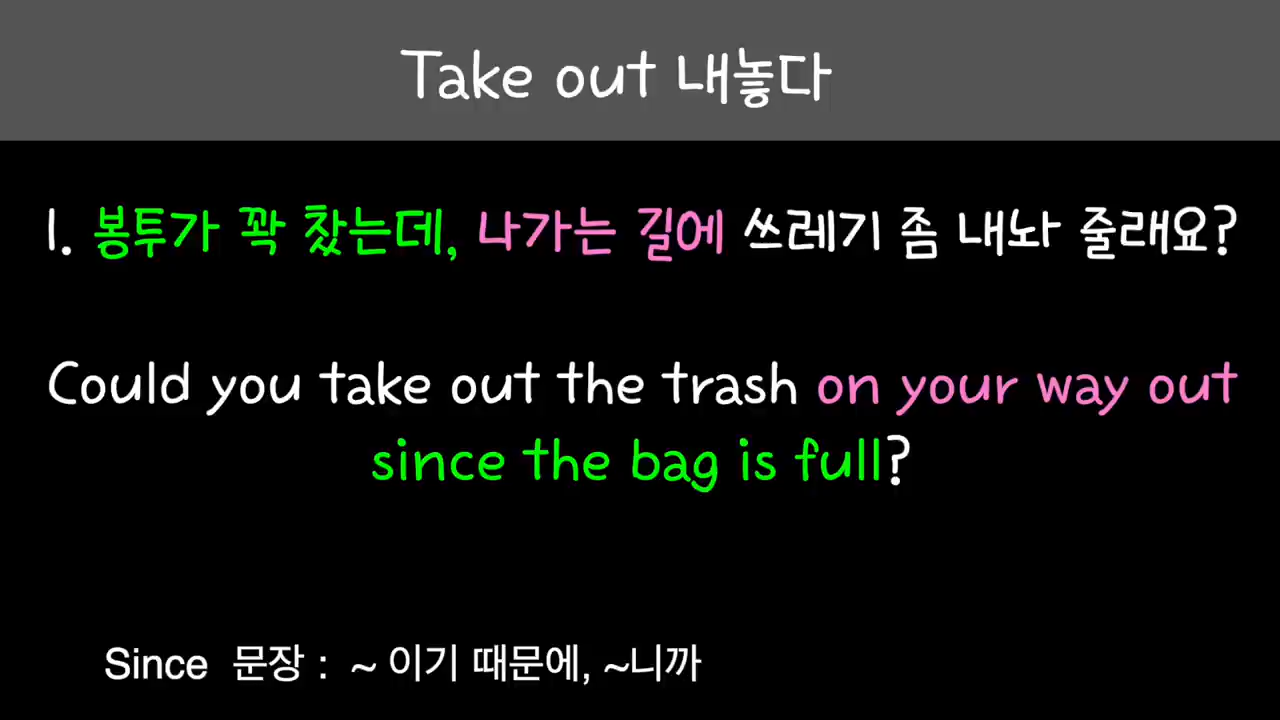 Take out 내놓다
1. 봉투가 꽉 찼는데, 나가는 길에 쓰레기 좀 내놔 줄래요?
Could you take out the trash on your way out
since the bag is full?
Since 문장 : ~ 이기 때문에, ~니까